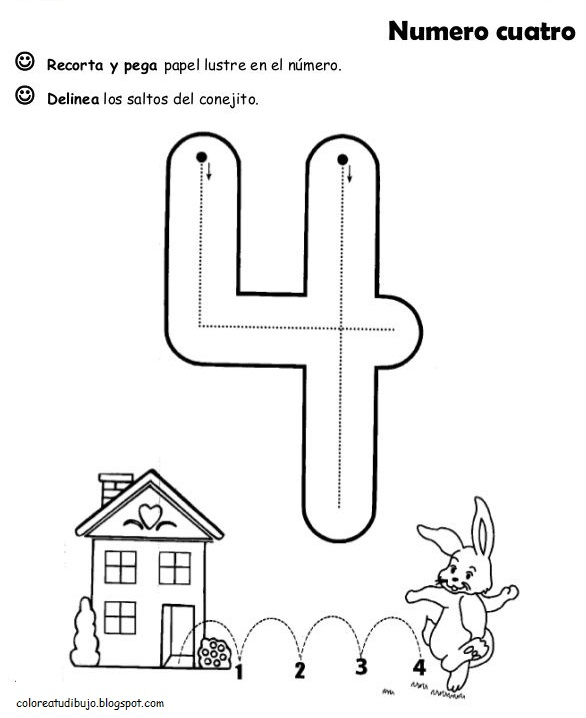 Numero cuatro
Recorta y pega papel lustre en el número.
Delinea los saltos del conejito.
1 2 3 4
coloreatudibujo.blogspot.com